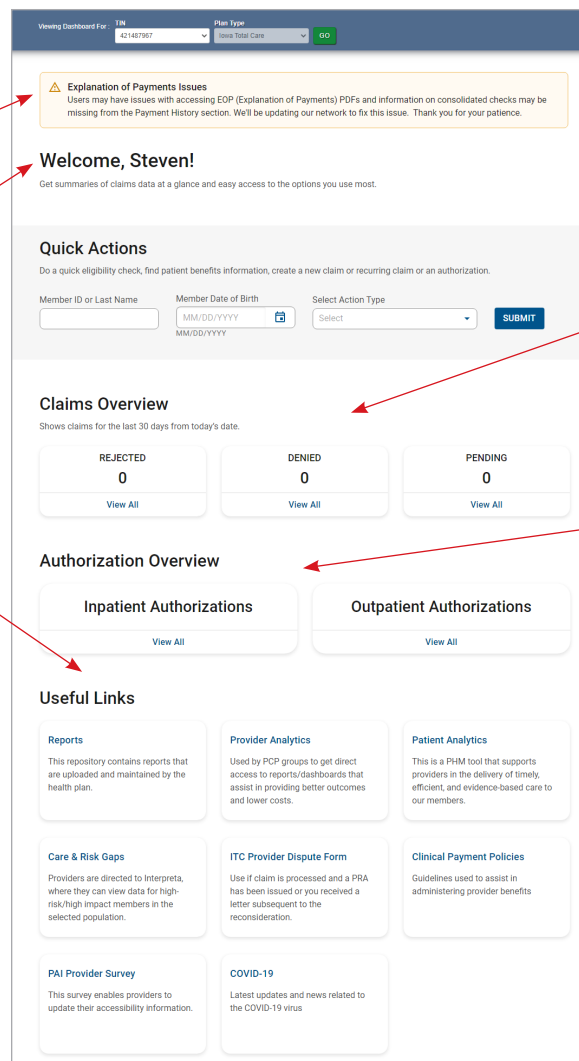 Viewing Dashboard For :
TIN
421487967
Plan Type
Iowa Total Care
GO
Explanation of Payments Issues
Users may have issues with accessing EOP (Explanation of Payments) PDFs and information on consolidated checks may be
missing from the Payment History section. We'll be updating our network to fix this issue. Thank you for your patience.
Welcome, Steven!
Get summaries of claims data at a glance and easy access to the options you use most.
Quick Actions
Do a quick eligibility check, find patient benefits information, create a new claim or recurring claim or an authorization.
Member ID or Last Name
Member Date of Birth
MM/DD/YYYY
MM/DD/YYYY
Select Action Type
Select
SUBMIT
Claims Overview
Shows claims for the last 30 days from today's date.
REJECTED
0
View All
DENIED
0
View All
PENDING
0
View All
Authorization Overview
Inpatient Authorizations
View All
Outpatient Authorizations
View All
Useful Links
Reports
This repository contains reports that
are uploaded and maintained by the
health plan.
Provider Analytics
Used by PCP groups to get direct
access to reports/dashboards that
assist in providing better outcomes
and lower costs.
Patient Analytics
This is a PHM tool that supports
providers in the delivery of timely,
efficient, and evidence-based care to
our members.
Care & Risk Gaps
Providers are directed to Interpreta,
where they can view data for high-
risk/high impact members in the
selected population.
ITC Provider Dispute Form
Use if claim is processed and a PRA
has been issued or you received a
letter subsequent to the
reconsideration.
Clinical Payment Policies
Guidelines used to assist in
administering provider benefits
PAI Provider Survey
This survey enables providers to
update their accessibility information.
COVID-19
Latest updates and news related to
the COVID-19 virus